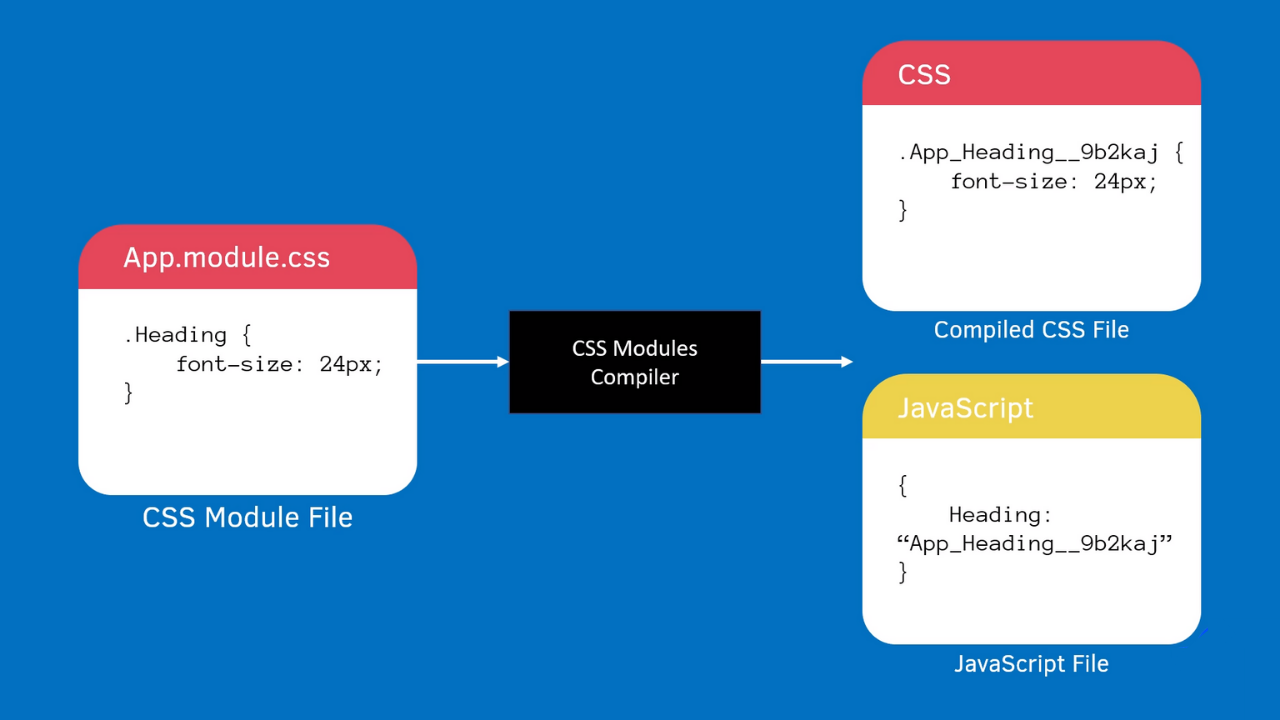 App.module.css
.Heading {
font-size: 24px;
}
CSS Module File
CSS Modules
Compiler
CSS
.App_Heading__9b2kaj {
font-size: 24px;
}
Compiled CSS File
JavaScript
{
Heading:
“App_Heading__9b2kaj”
}
JavaScript File